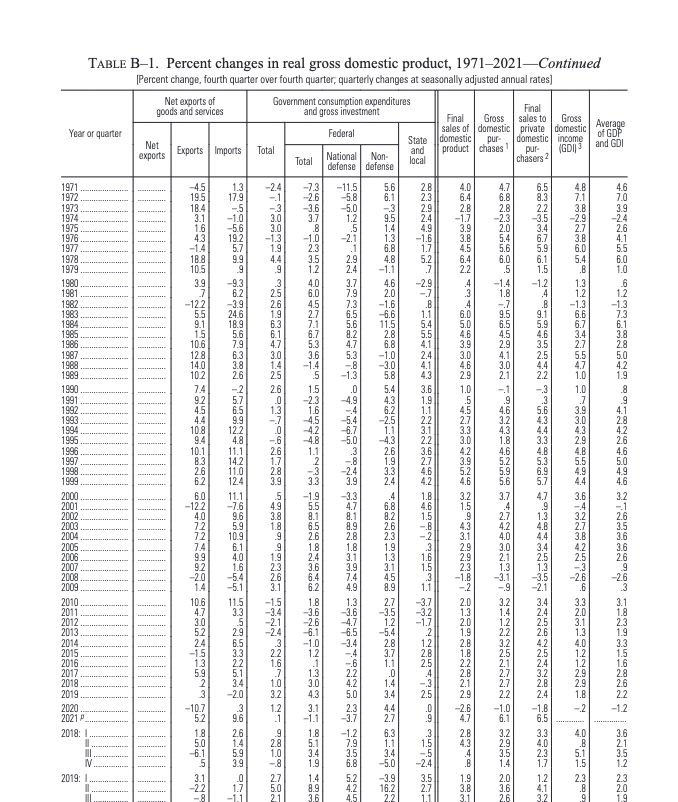 TABLE B–1. Percent changes in real gross domestic product, 1971–2021—Continued
[Percent change, fourth quarter over fourth quarter; quarterly changes at seasonally adjusted annual rates]
Year or quarter
Net exports of
goods and services
Net
exports
Exports
Imports
Government consumption expenditures
and gross investment
Total
Federal
Total
National
defense
Non-
defense
State
and
local
Final
sales of
domestic
product
Gross
domestic
pur-
chases 1
Final
sales to
private
domestic
pur-
chasers 2
Gross
domestic
income
(GDI) 3
Average
of GDP
and GDI
1971 ............ ............ –4.5 1.3 –2.4 –7.3 –11.5 5.6 2.8 4.0 4.7 6.5 4.8 4.6
1972 ............ ............ 19.5 17.9 –.1 –2.6 –5.8 6.1 2.3 6.4 6.8 8.3 7.1 7.0
1973 ............ ............ 18.4 –.5 –.3 –3.6 –5.0 –.3 2.9 2.8 2.2 2.2 3.8 3.9
1974 ............ ............ 3.1 –1.0 3.0 3.7 1.2 9.5 2.4 –1.7 –2.3 –3.5 –2.9 –2.4
1975 ............ ............ 1.6 –5.6 3.0 .8 .5 1.4 4.9 3.9 2.0 3.4 2.7 2.6
1976 ............ ............ 4.3 19.2 –1.3 –1.0 –2.1 1.3 –1.6 3.8 5.4 6.7 3.8 4.1
1977 ............ ............ –1.4 5.7 1.9 2.3 .1 6.8 1.7 4.5 5.6 5.9 6.0 5.5
1978 ............ ............ 18.8 9.9 4.4 3.5 2.9 4.8 5.2 6.4 6.0 6.1 5.4 6.0
1979 ............ ............ 10.5 .9 .9 1.2 2.4 –1.1 .7 2.2 .5 1.5 .8 1.0
1980 ............ ............ 3.9 –9.3 .3 4.0 3.7 4.6 –2.9 .4 –1.4 –1.2 1.3 .6
1981 ............ ............ .7 6.2 2.5 6.0 7.9 2.0 –.7 .3 1.8 .4 1.2 1.2
1982 ............ ............ –12.2 –3.9 2.6 4.5 7.3 –1.6 .8 .4 –.7 .8 –1.3 –1.3
1983 ............ ............ 5.5 24.6 1.9 2.7 6.5 –6.6 1.1 6.0 9.5 9.1 6.6 7.3
1984 ............ ............ 9.1 18.9 6.3 7.1 5.6 11.5 5.4 5.0 6.5 5.9 6.7 6.1
1985 ............ ............ 1.5 5.6 6.1 6.7 8.2 2.8 5.5 4.6 4.5 4.6 3.4 3.8
1986 ............ ............ 10.6 7.9 4.7 5.3 4.7 6.8 4.1 3.9 2.9 3.5 2.7 2.8
1987 ............ ............ 12.8 6.3 3.0 3.6 5.3 –1.0 2.4 3.0 4.1 2.5 5.5 5.0
1988 ............ ............ 14.0 3.8 1.4 –1.4 –.8 –3.0 4.1 4.6 3.0 4.4 4.7 4.2
1989 ............ ............ 10.2 2.6 2.5 .5 –1.3 5.8 4.3 2.9 2.1 2.2 1.0 1.9
1990 ............ ............ 7.4 –.2 2.6 1.5 .0 5.4 3.6 1.0 –.1 –.3 1.0 .8
1991 ............ ............ 9.2 5.7 .0 –2.3 –4.9 4.3 1.9 .5 .9 .3 .7 .9
1992 ............ ............ 4.5 6.5 1.3 1.6 –.4 6.2 1.1 4.5 4.6 5.6 3.9 4.1
1993 ............ ............ 4.4 9.9 –.7 –4.5 –5.4 –2.5 2.2 2.7 3.2 4.3 3.0 2.8
1994 ............ ............ 10.8 12.2 .0 –4.2 –6.7 1.1 3.1 3.3 4.3 4.4 4.3 4.2
1995 ............ ............ 9.4 4.8 –.6 –4.8 –5.0 –4.3 2.2 3.0 1.8 3.3 2.9 2.6
1996 ............ ............ 10.1 11.1 2.6 1.1 .3 2.6 3.6 4.2 4.6 4.8 4.8 4.6
1997 ............ ............ 8.3 14.2 1.7 .2 –.8 1.9 2.7 3.9 5.2 5.3 5.5 5.0
1998 ............ ............ 2.6 11.0 2.8 –.3 –2.4 3.3 4.6 5.2 5.9 6.9 4.9 4.9
1999 ............ ............ 6.2 12.4 3.9 3.3 3.9 2.4 4.2 4.6 5.6 5.7 4.4 4.6
2000 ............ ............ 6.0 11.1 .5 –1.9 –3.3 .4 1.8 3.2 3.7 4.7 3.6 3.2
2001 ............ ............ –12.2 –7.6 4.9 5.5 4.7 6.8 4.6 1.5 .4 .9 –.4 –.1
2002 ............ ............ 4.0 9.6 3.8 8.1 8.1 8.2 1.5 .9 2.7 1.3 3.2 2.6
2003 ............ ............ 7.2 5.9 1.8 6.5 8.9 2.6 –.8 4.3 4.2 4.8 2.7 3.5
2004 ............ ............ 7.2 10.9 .9 2.6 2.8 2.3 –.2 3.1 4.0 4.4 3.8 3.6
2005 ............ ............ 7.4 6.1 .9 1.8 1.8 1.9 .3 2.9 3.0 3.4 4.2 3.6
2006 ............ ............ 9.9 4.0 1.9 2.4 3.1 1.3 1.6 2.9 2.1 2.5 2.5 2.6
2007 ............ ............ 9.2 1.6 2.3 3.6 3.9 3.1 1.5 2.3 1.3 1.3 –.3 .9
2008 ............ ............ –2.0 –5.4 2.6 6.4 7.4 4.5 .3 –1.8 –3.1 –3.5 –2.6 –2.6
2009 ............ ............ 1.4 –5.1 3.1 6.2 4.9 8.9 1.1 –.2 –.9 –2.1 .6 .3
2010 ............ ............ 10.6 11.5 –1.5 1.8 1.3 2.7 –3.7 2.0 3.2 3.4 3.3 3.1
2011 ............ ............ 4.7 3.3 –3.4 –3.6 –3.6 –3.5 –3.2 1.3 1.4 2.4 2.0 1.8
2012 ............ ............ 3.0 .5 –2.1 –2.6 –4.7 1.2 –1.7 2.0 1.2 2.5 3.1 2.3
2013 ............ ............ 5.2 2.9 –2.4 –6.1 –6.5 –5.4 .2 1.9 2.2 2.6 1.3 1.9
2014 ............ ............ 2.4 6.5 .3 –1.0 –3.4 2.8 1.2 2.8 3.2 4.2 4.0 3.3
2015 ............ ............ –1.5 3.3 2.2 1.2 –.4 3.7 2.8 1.8 2.5 2.5 1.2 1.5
2016 ............ ............ 1.3 2.2 1.6 .1 –.6 1.1 2.5 2.2 2.1 2.4 1.2 1.6
2017 ............ ............ 5.9 5.1 .7 1.3 2.2 .0 .4 2.8 2.7 3.2 2.9 2.8
2018 ............ ............ .2 3.4 1.0 3.0 4.2 1.4 –.3 2.1 2.7 2.8 2.9 2.6
2019 ............ ............ .3 –2.0 3.2 4.3 5.0 3.4 2.5 2.9 2.2 2.4 1.8 2.2
2020 ............ ............ –10.7 .3 1.2 3.1 2.3 4.4 .0 –2.6 –1.0 –1.8 –.2 –1.2
2021 p ............ ............ 5.2 9.6 .1 –1.1 –3.7 2.7 .9 4.7 6.1 6.5 ............ ............
2018: I ............ ............ 1.8 2.6 .9 1.8 –1.2 6.3 .3 2.8 3.2 3.3 4.0 3.6
II ............ ............ 5.0 1.4 2.8 5.1 7.9 1.1 1.5 4.3 2.9 4.0 .8 2.1
III ............ ............ –6.1 5.9 1.0 3.4 3.5 3.4 –.5 .4 3.5 2.3 5.1 3.5
IV ............ ............ .5 3.9 –.8 1.9 6.8 –5.0 –2.4 .8 1.4 1.7 1.5 1.2
2019: I ............ ............ 3.1 .0 2.7 1.4 5.2 –3.9 3.5 1.9 2.0 1.2 2.3 2.3
II ............ ............ –2.2 1.7 5.0 8.9 4.2 16.2 2.7 3.8 3.6 4.1 .8 2.0
III ............ ............ –.8 –1.1 2.1 3.6 4.5 2.2 1.1 3.1 2.6 3.2 .9 1.9